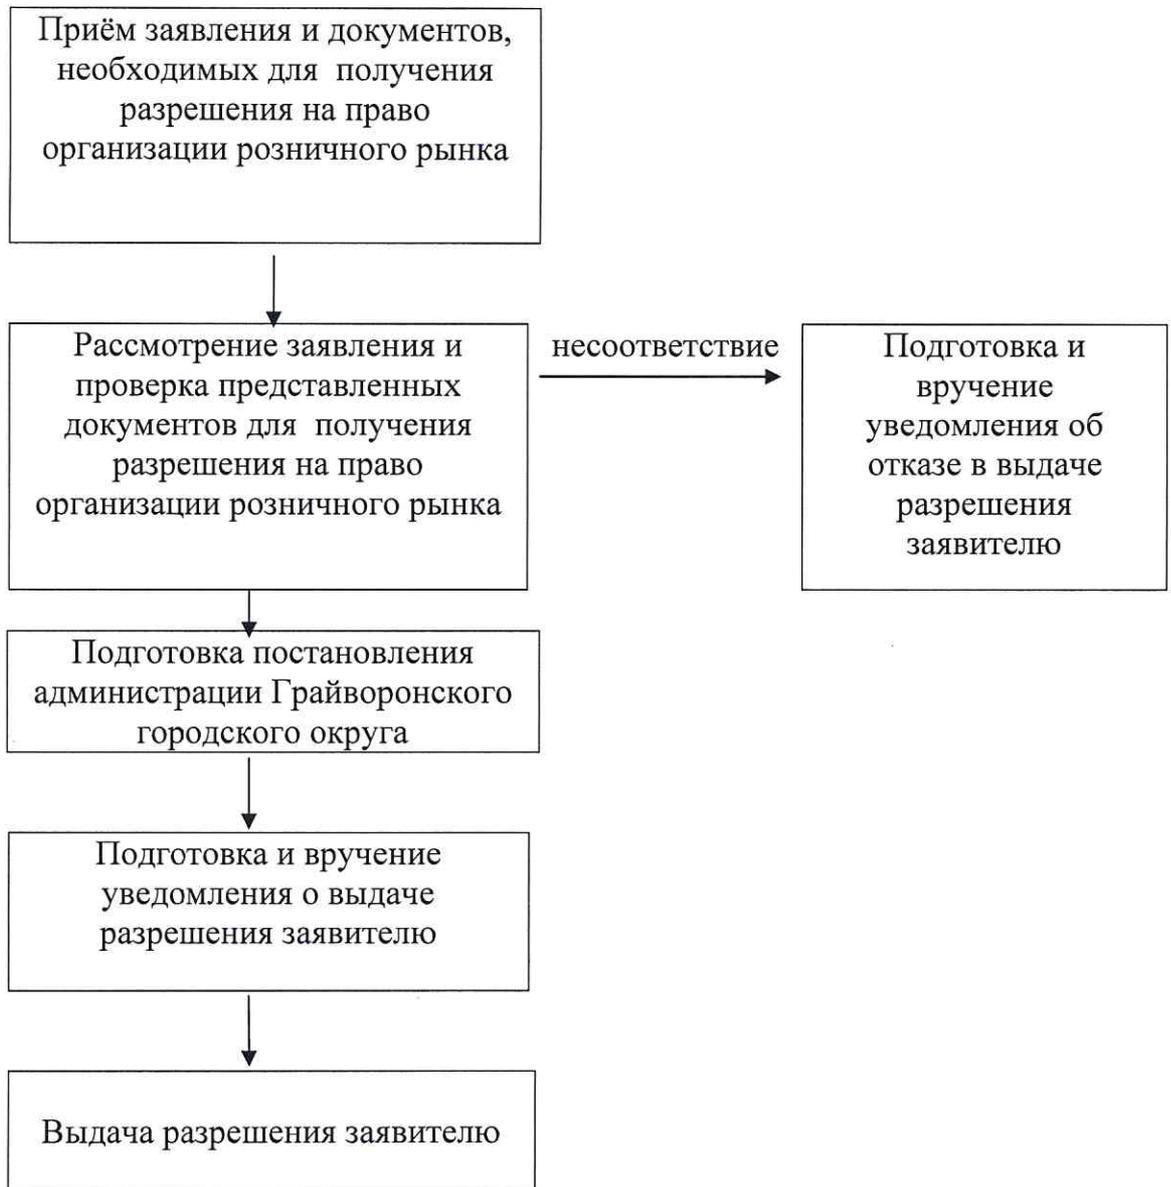 Приём заявления и документов,
необходимых для получения
разрешения на право
организации розничного рынка
Рассмотрение заявления и
проверка представленных
документов для получения
разрешения на право
организации розничного рынка
несоответствие
Подготовка и
вручение
уведомления об
отказе в выдаче
разрешения
заявителю
Подготовка постановления
администрации Грайворонского
городского округа
Подготовка и вручение
уведомления о выдаче
разрешения заявителю
Выдача разрешения заявителю